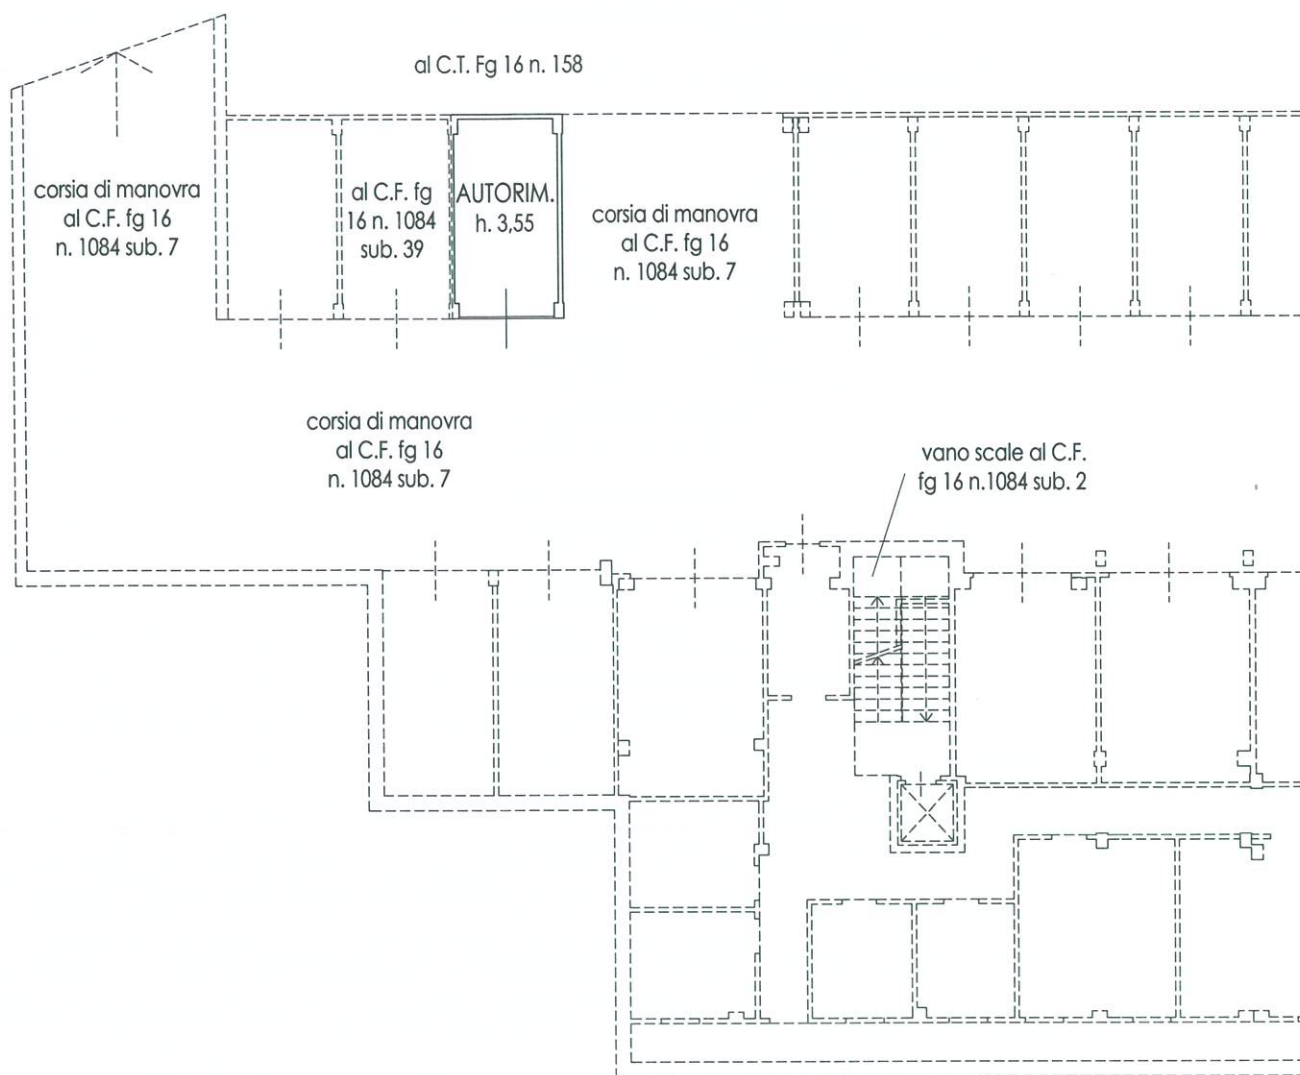 al C.T. Fg 16 n. 158
corsia di manovra
al C.F. fg 16
n. 1084 sub. 7
al C.F. fg
16 n. 1084
sub. 39
AUTORIM.
h. 3,55
corsia di manovra
al C.F. fg 16
n. 1084 sub. 7
corsia di manovra
al C.F. fg 16
n. 1084 sub. 7
vano scale al C.F.
fg 16 n.1084 sub. 2